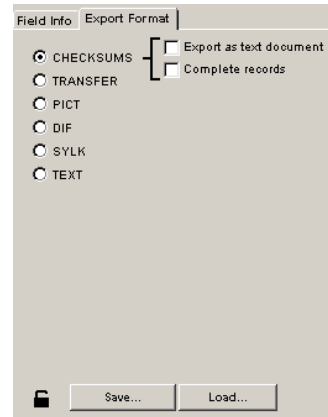 Field Info Export Format
CHECKSUMS
Export as text document
Complete records
TRANSFER
PICT
DIF
SYLK
TEXT
Save... Load...